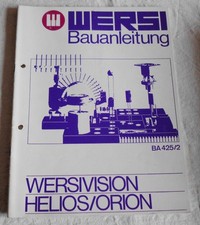 WERSI
Bauanleitung
BA 425/2
WERSIVISION
HELIOS/ORION